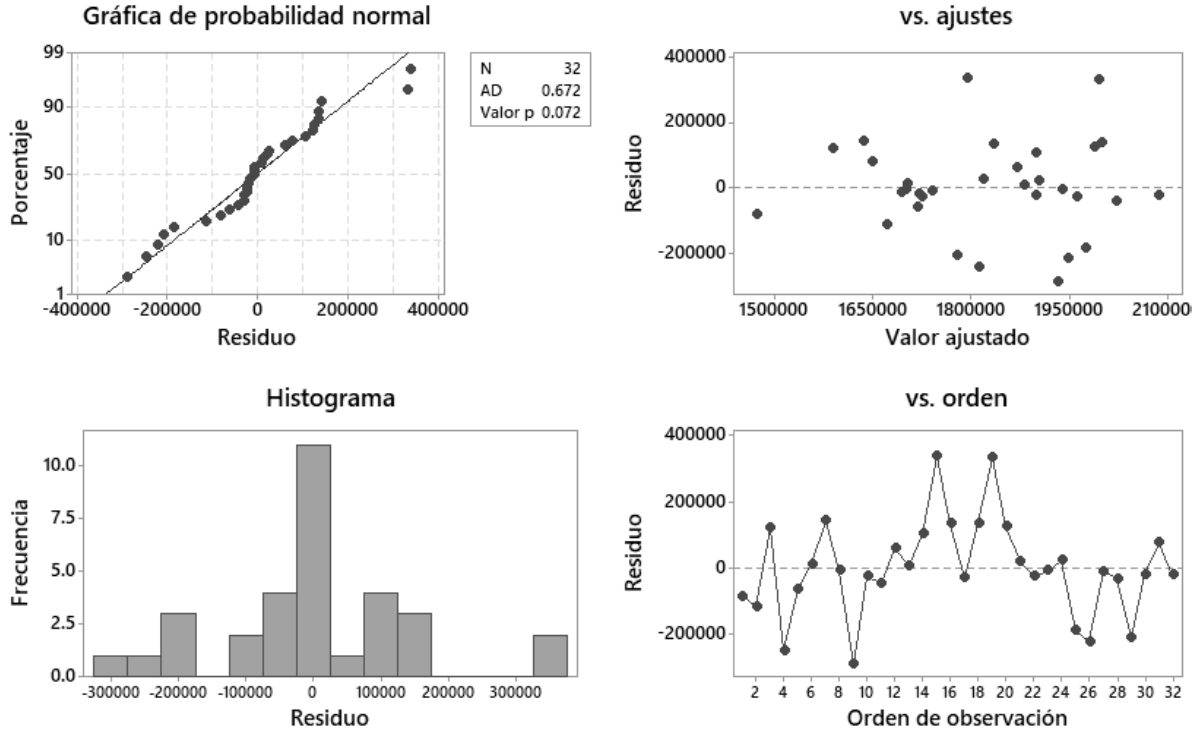 Gráfica de probabilidad normal
99
90
50
10
1
Porcentaje
-400000 -200000 0 200000 400000
Residuo
N 32
AD 0.672
Valor p 0.072
vs. ajustes
400000
200000
0
-200000
Residuo
1500000 1650000 1800000 1950000 2100000
Valor ajustado
Histograma
10.0
7.5
5.0
2.5
0.0
Frecuencia
-300000 -200000 -100000 0 100000 200000 300000
Residuo
vs. orden
400000
200000
0
-200000
Residuo
2 4 6 8 10 12 14 16 18 20 22 24 26 28 30 32
Orden de observación